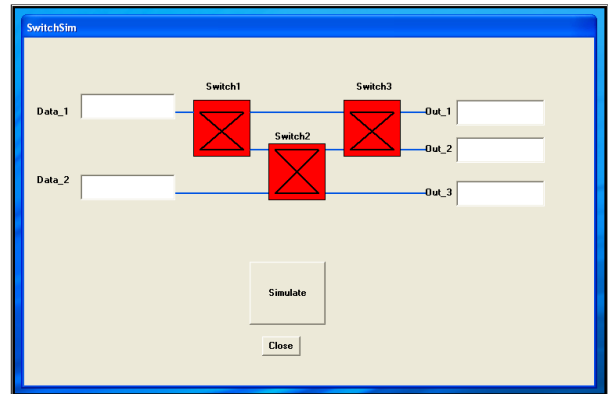 SwitchSim
Switch1
Switch3
Data_1
Out_1
Switch2
Out_2
Data_2
Out_3
Simulate
Close